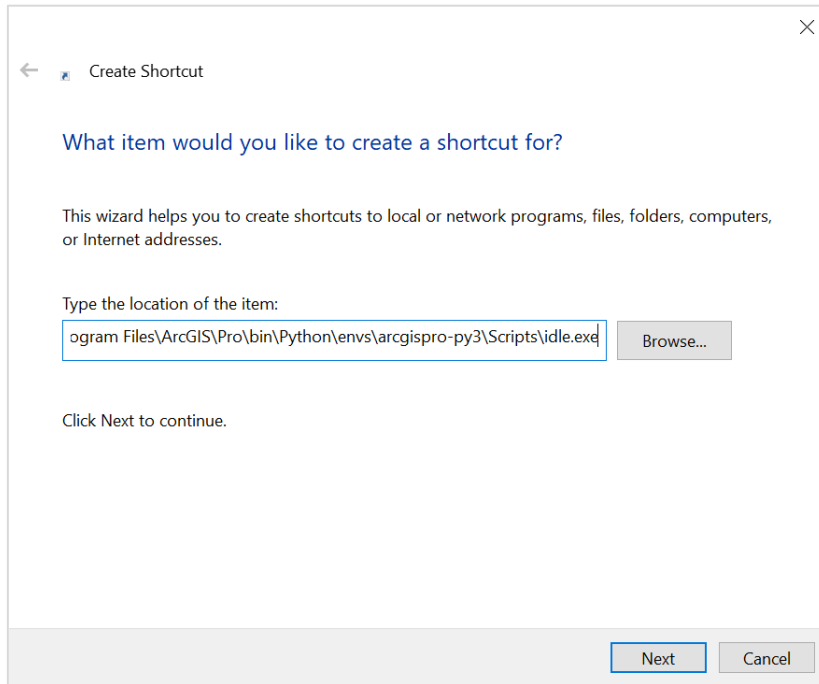 Create Shortcut
What item would you like to create a shortcut for?
This wizard helps you to create shortcuts to local or network programs, files, folders, computers,
or Internet addresses.
Type the location of the item:
ogram Files\ArcGIS\Pro\bin\Python\envs\arcgispro-py3\Scripts\idle.exe
Browse...
Click Next to continue.
Next
Cancel